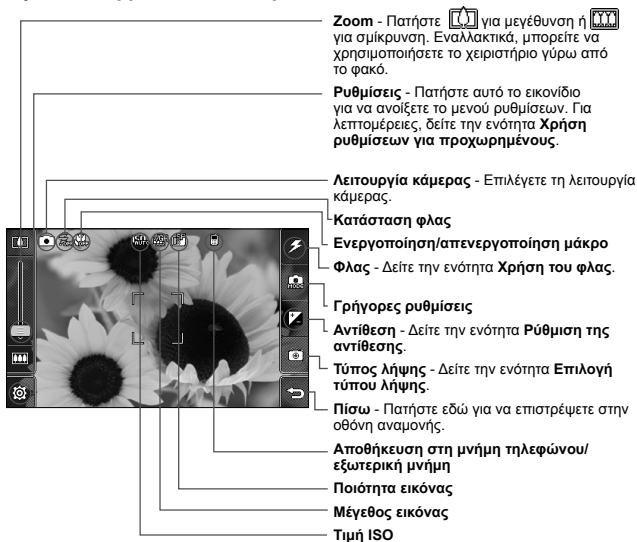 Zoom - Πατήστε για μεγέθυνση ή
για σμίκρυνση. Εναλλακτικά, μπορείτε να
χρησιμοποιήσετε το χειριστήριο γύρω από
το φακό.
Ρυθμίσεις - Πατήστε αυτό το εικονίδιο
για να ανοίξετε το μενού ρυθμίσεων. Για
λεπτομέρειες, δείτε την ενότητα Χρήση
ρυθμίσεων για προχωρημένους.
Λειτουργία κάμερας - Επιλέγετε τη λειτουργία
κάμερας.
Κατάσταση φλας
Ενεργοποίηση/απενεργοποίηση μάκρο
Φλας - Δείτε την ενότητα Χρήση του φλας.
Γρήγορες ρυθμίσεις
Αντίθεση - Δείτε την ενότητα Ρύθμιση της
αντίθεσης.
Τύπος λήψης - Δείτε την ενότητα Επιλογή
τύπου λήψης.
Πίσω - Πατήστε εδώ για να επιστρέψετε στην
οθόνη αναμονής.
Αποθήκευση στη μνήμη τηλεφώνου/
εξωτερική μνήμη
Ποιότητα εικόνας
Μέγεθος εικόνας
Τιμή ISO
ISO
AUTO
MODE